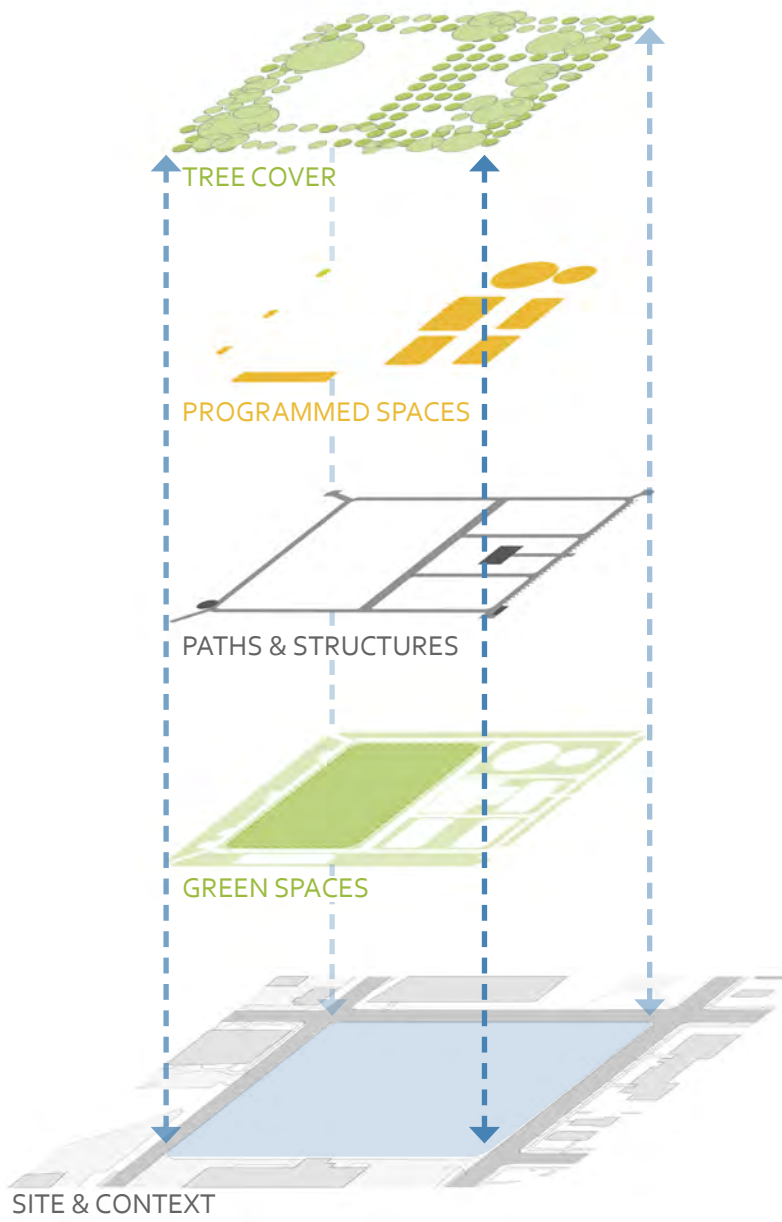 TREE COVER
PROGRAMMED SPACES
PATHS & STRUCTURES
GREEN SPACES
SITE & CONTEXT